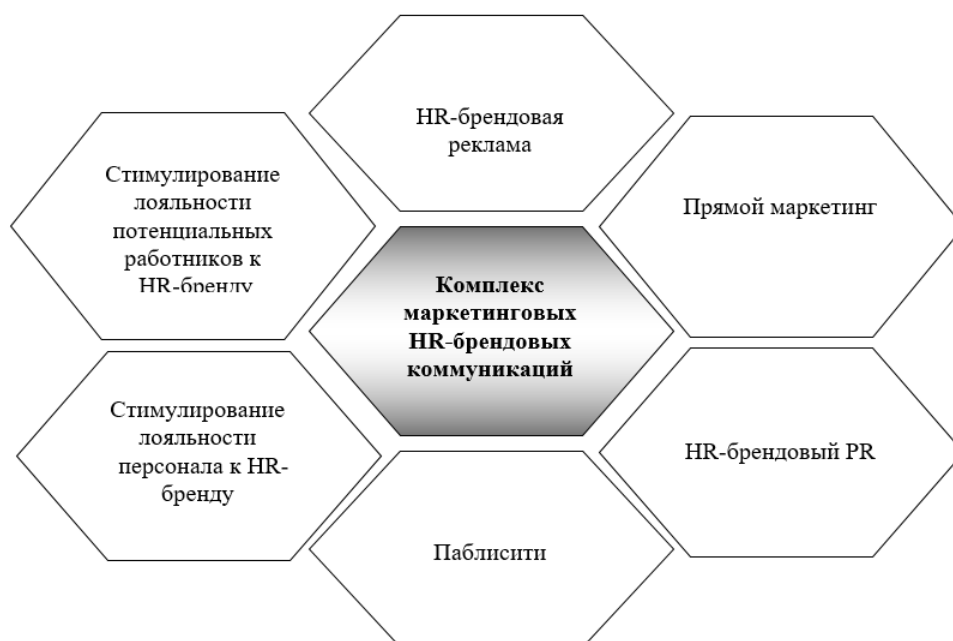 HR-брендовая
реклама
Стимулирование
лояльности
потенциальных
работников к
HR-бренду
Прямой маркетинг
Комплекс
маркетинговых
HR-брендовых
коммуникаций
Стимулирование
лояльности
персонала к HR-
бренду
HR-брендовый PR
Паблисити